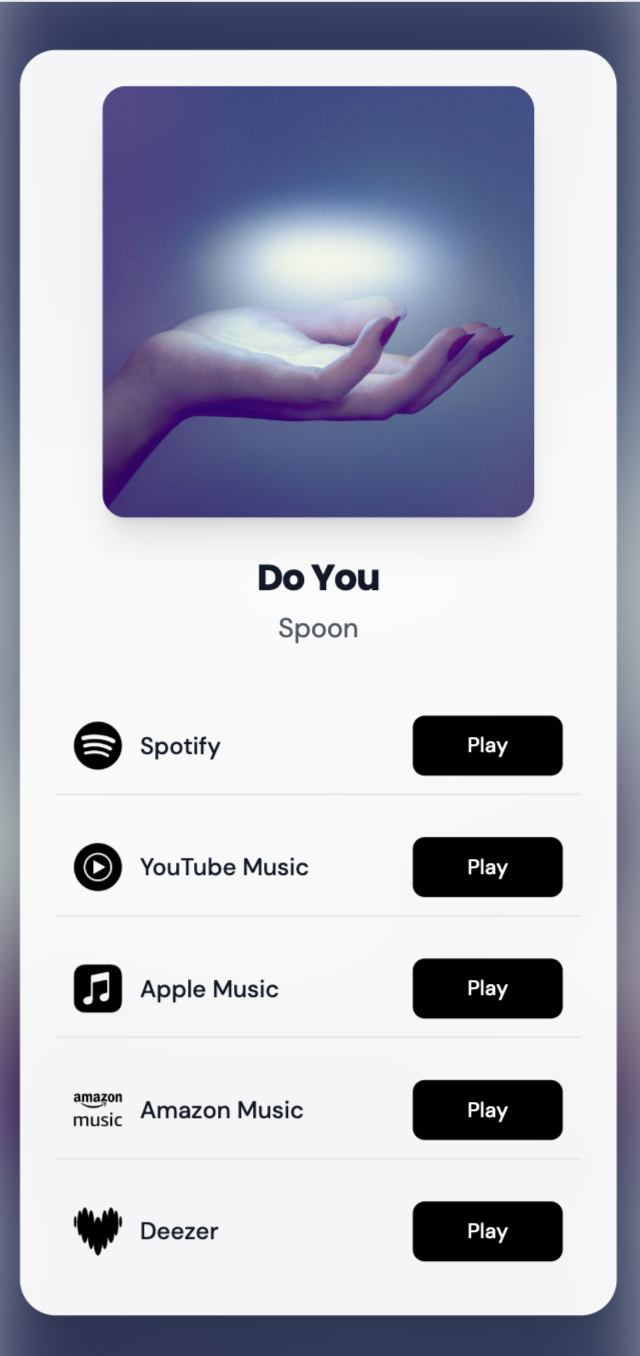 Do You
Spoon
Spotify
Play
YouTube Music
Play
Apple Music
Play
amazon
music
Amazon Music
Play
Deezer
Play